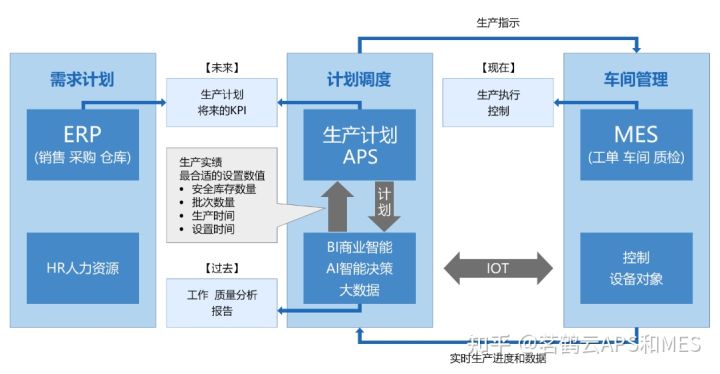 生产指示
需求计划
【未来】
计划调度
【现在】
车间管理
生产计划
将来的KPI
生产执行
控制
ERP
(销售 采购 仓库)
生产计划
APS
MES
(工单 车间 质检)
生产实绩
最合适的设置数值
• 安全库存数量
• 批次数量
• 生产时间
• 设置时间
计划
HR人力资源
BI商业智能
AI智能决策
大数据
IOT
控制
设备对象
【过去】
工作 质量分析
报告
知乎 @茗鹤云APS和MES
实时生产进度和数据